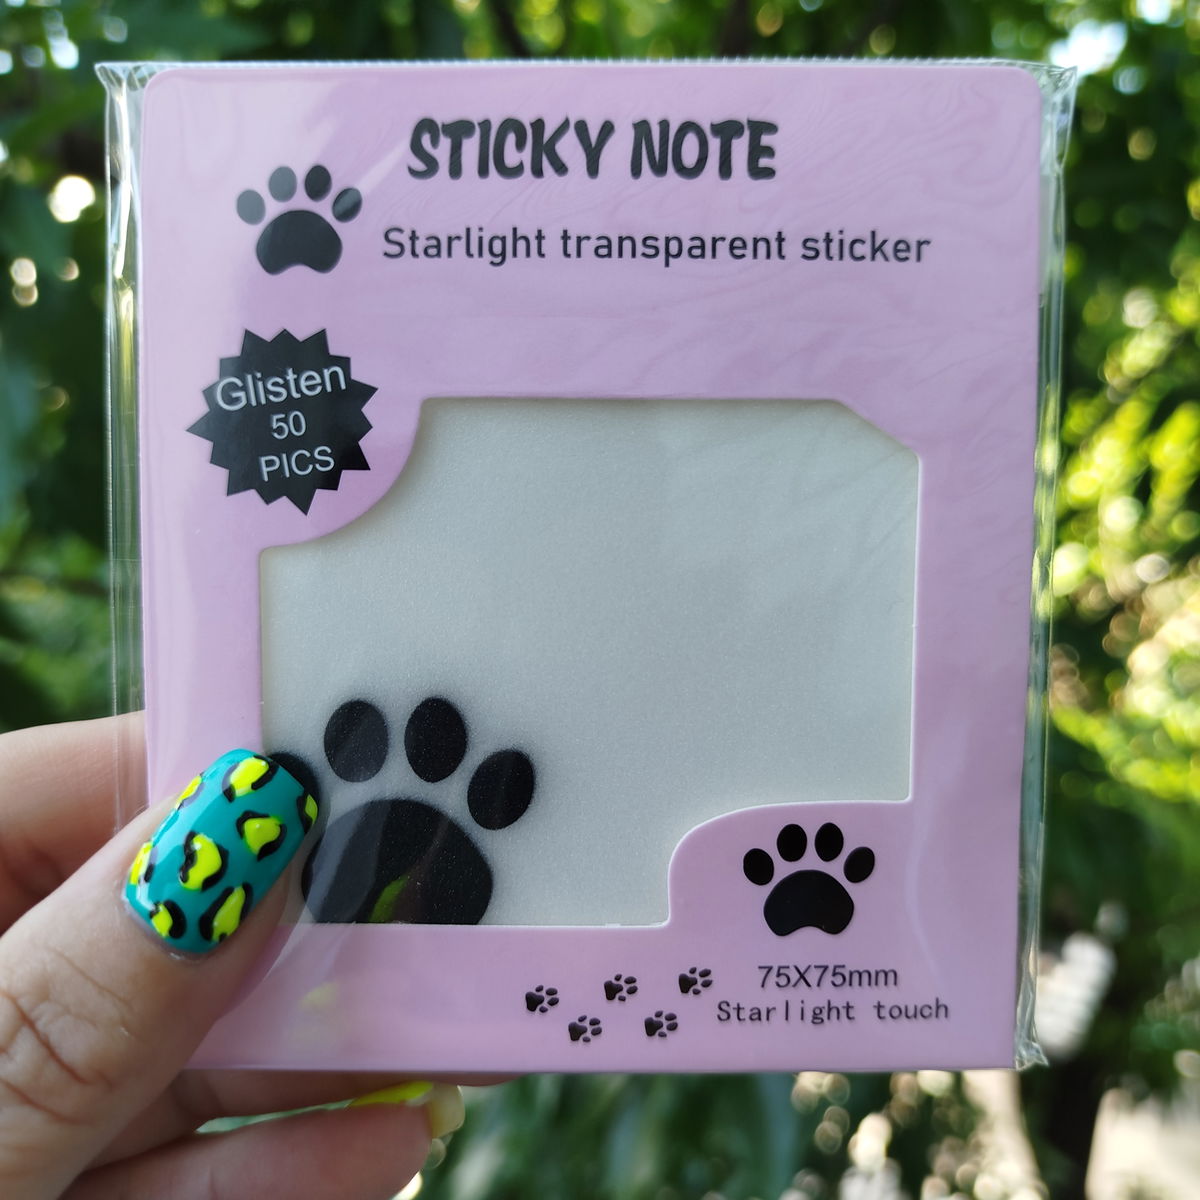 STICKY NOTE
Starlight transparent sticker
Glisten
50
PICS
75X75mm
Starlight touch